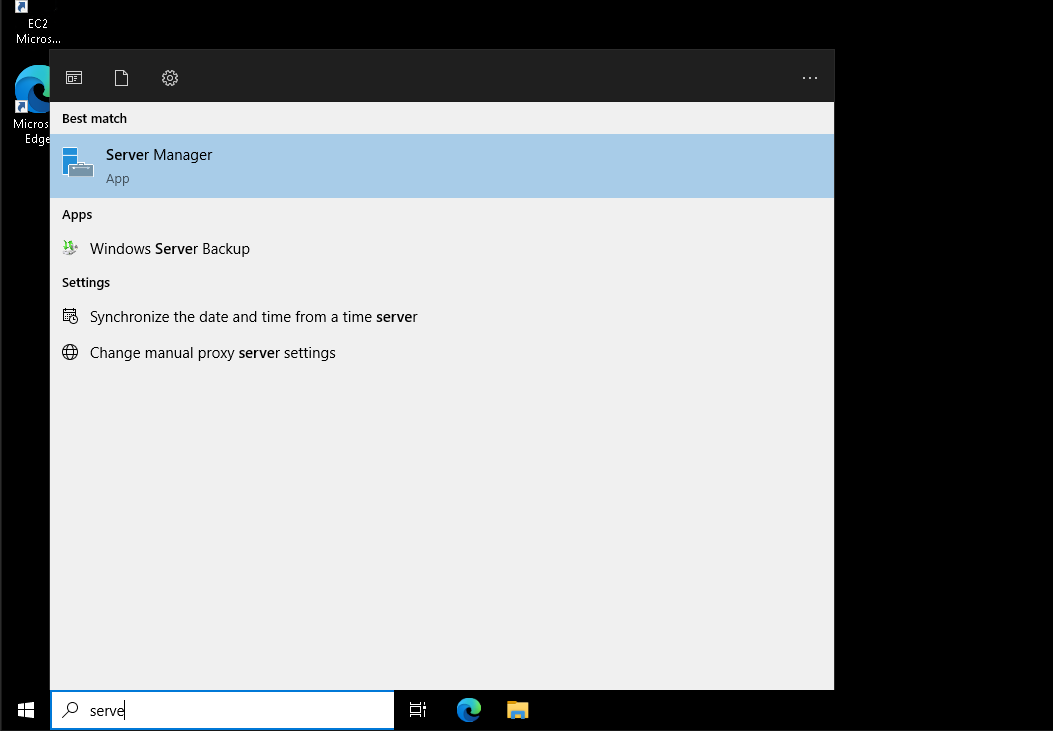 EC2
Micros...
Micros
Edge
...
Best match
Server Manager
App
Apps
Windows Server Backup
Settings
Synchronize the date and time from a time server
Change manual proxy server settings
serve